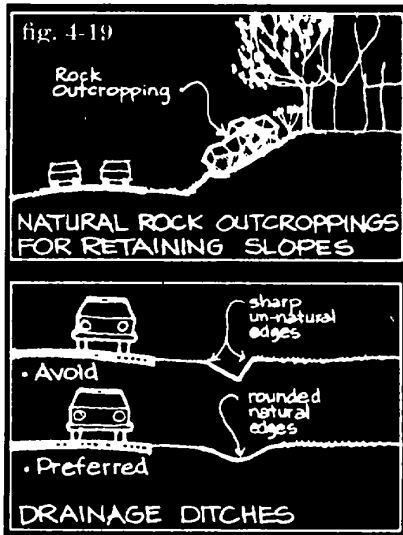 fig. 4-19
Rock
Outcropping
NATURAL ROCK OUTCROPPINGS
FOR RETAINING SLOPES
sharp
un-natural
edges
• Avoid
rounded
natural
edges
• Preferred
DRAINAGE DITCHES